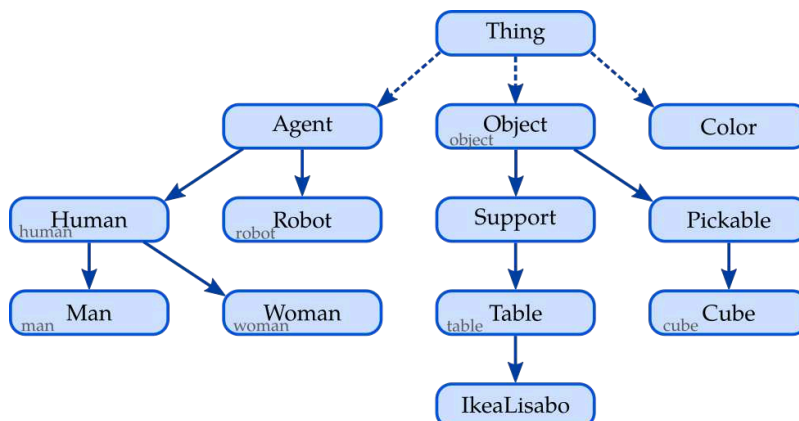 Thing
Agent
Object
object
Color
Human
human
Robot
robot
Support
Pickable
Man
man
Woman
woman
Table
table
Cube
cube
IkeaLisabo